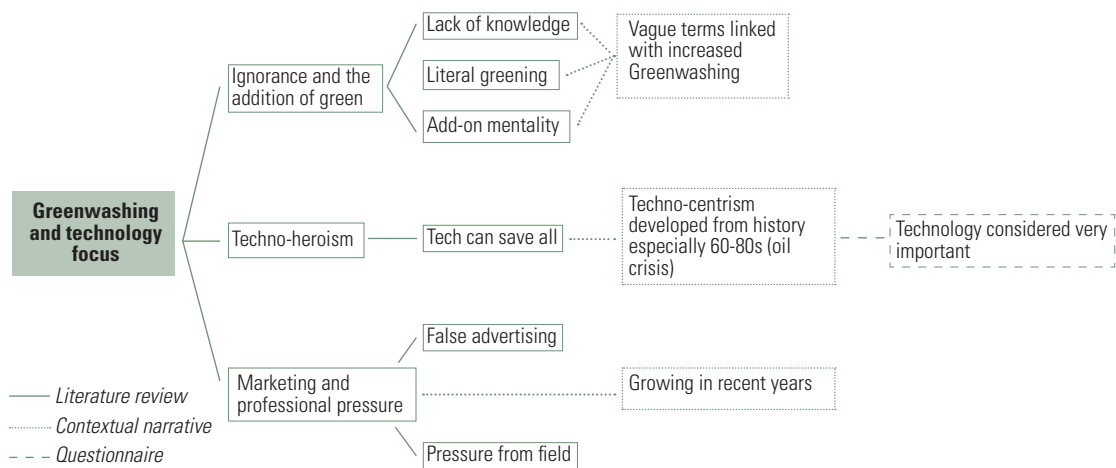 Lack of knowledge
Vague terms linked
with increased
Greenwashing
Ignorance and the
addition of green
Literal greening
Add-on mentality
Greenwashing
and technology
focus
Techno-heroism
Tech can save all
Techno-centrism
developed from history
especially 60-80s (oil
crisis)
Technology considered very
important
False advertising
Marketing and
professional pressure
Growing in recent years
Pressure from field
Literature review
Contextual narrative
Questionnaire